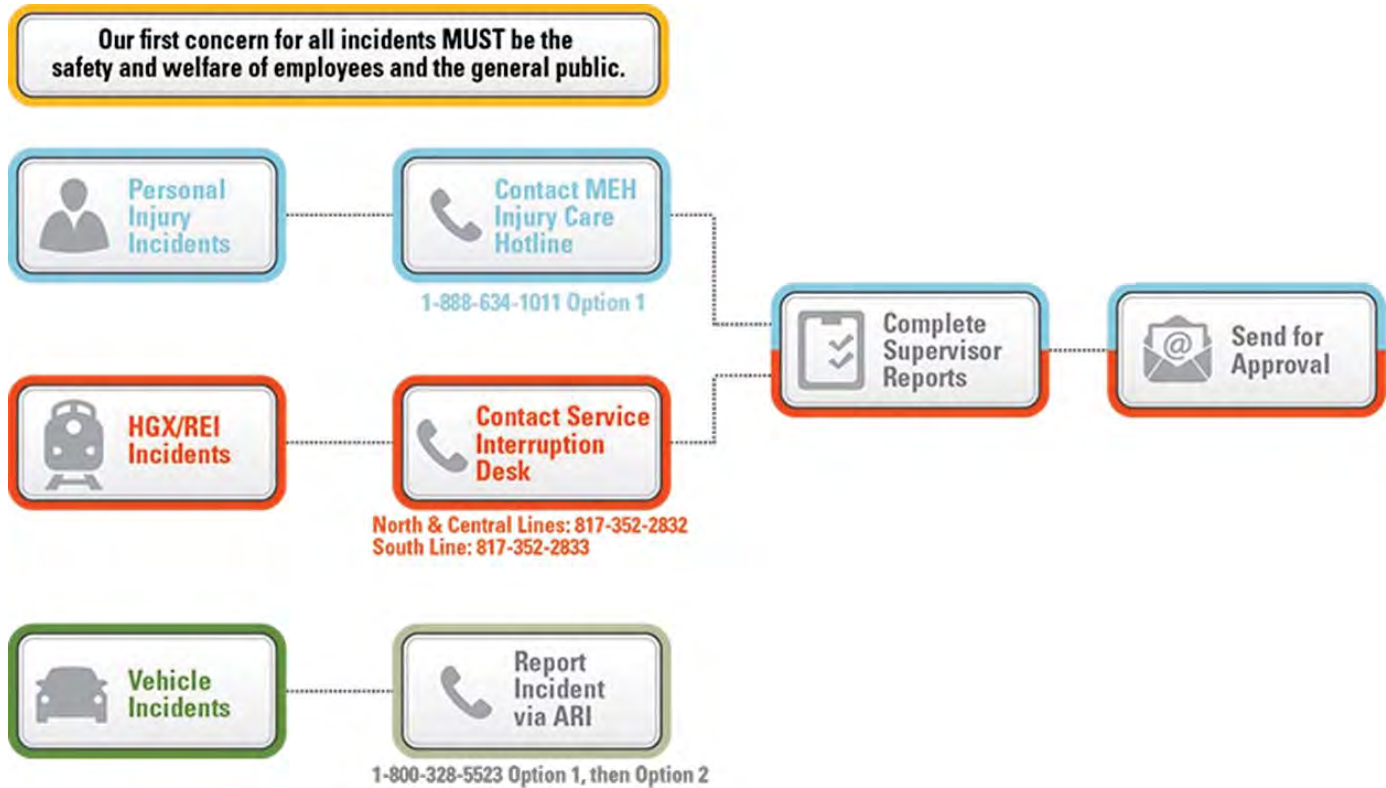 Our first concern for all incidents MUST be the
safety and welfare of employees and the general public.
Personal
Injury
Incidents
Contact MEH
Injury Care
Hotline
1-888-634-1011 Option 1
HGX/REI
Incidents
Contact Service
Interruption
Desk
North & Central Lines: 817-352-2832
South Line: 817-352-2833
Complete
Supervisor
Reports
@
Send for
Approval
Vehicle
Incidents
Report
Incident
via ARI
1-800-328-5523 Option 1, then Option 2